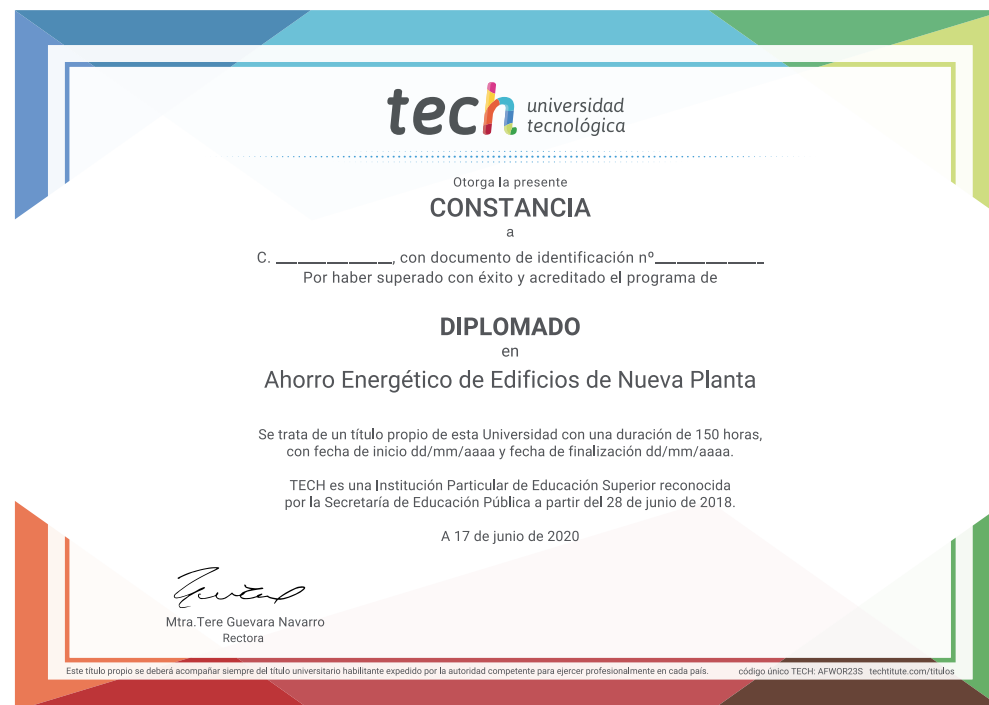 tech universidad
tecnológica
Otorga la presente
CONSTANCIA
a
C. ______________, con documento de identificación nº_____________
Por haber superado con éxito y acreditado el programa de
DIPLOMADO
en
Ahorro Energético de Edificios de Nueva Planta
Se trata de un título propio de esta Universidad con una duración de 150 horas,
con fecha de inicio dd/mm/aaaa y fecha de finalización dd/mm/aaaa.
TECH es una Institución Particular de Educación Superior reconocida
por la Secretaría de Educación Pública a partir del 28 de junio de 2018.
A 17 de junio de 2020
Mtra.Tere Guevara Navarro
Rectora
Este título propio se deberá acompañar siempre del título universitario habilitante expedido por la autoridad competente para ejercer profesionalmente en cada país. código único TECH: AFWOR23S techtitute.com/titulos